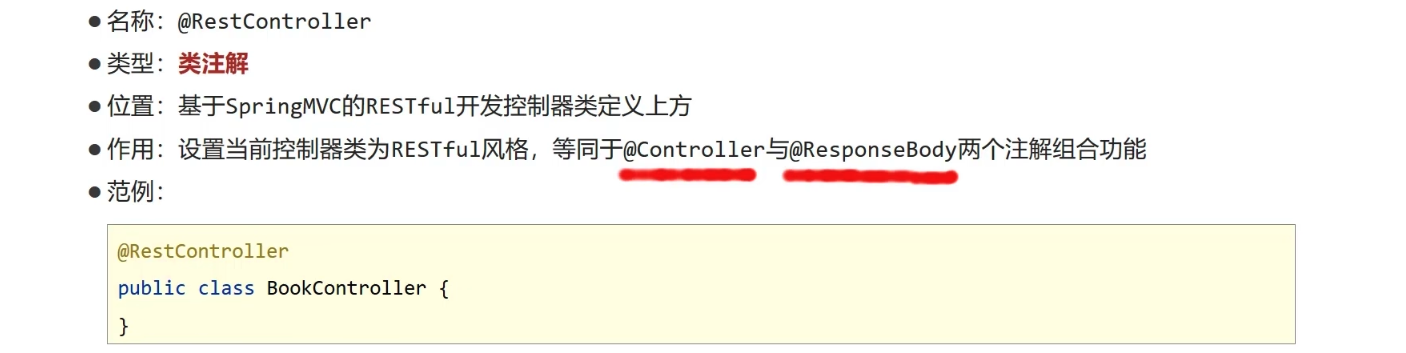 ● 名称：@RestController
● 类型：类注解
● 位置：基于SpringMVC的RESTful开发控制器类定义上方
● 作用：设置当前控制器类为RESTful风格，等同于@Controller与@ResponseBody两个注解组合功能
● 范例：
@RestController
public class BookController {
}